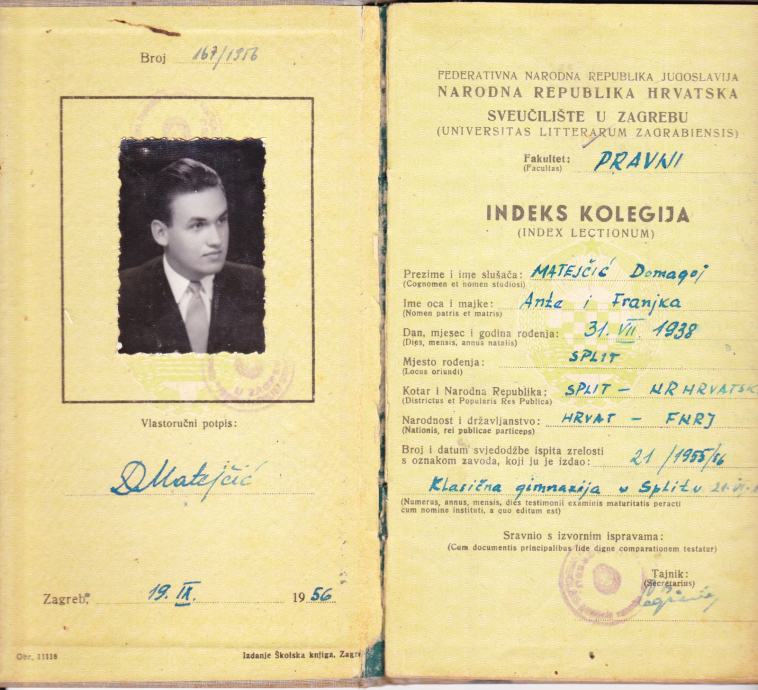 Broj 167/1956
Vlastoručni potpis:
DMatejčić
Zagreb, 19. IX. 1956
Obr. 11118
Izdanje Školska knjiga, Zagre
FEDERATIVNA NARODNA REPUBLIKA JUGOSLAVIJA
NARODNA REPUBLIKA HRVATSKA
SVEUČILIŠTE U ZAGREBU
(UNIVERSITAS LITTERARUM ZAGRABIENSIS)
Fakultet: PRAVNI
(Facultas)
INDEKS KOLEGIJA
(INDEX LECTIONUM)
Prezime i ime slušača: MATEJČIĆ Domagoj
(Cognomen et nomen studiosi)
Ime oca i majke: Ante i Franjka
(Nomen patris et matris)
Dan, mjesec i godina rođenja: 31. VII. 1938
(Dies, mensis, annus natalis)
Mjesto rođenja: SPLIT
(Locus oriundi)
Kotar i Narodna Republika: SPLIT - NR HRVATSK
(Districtus et Popularis Res Publica)
Narodnost i državljanstvo: HRVAT - FNRJ
(Nationis, rei publicae particeps)
Broj i datum svjedodžbe ispita zrelosti
s oznakom zavoda, koji ju je izdao: 21/1955/56
Klasična gimnazija u Splitu
(Numerus, annus, mensis, dies testimonii examinis maturitatis peracti
cum nomine instituti, a quo editum est)
Sravnio s izvornim ispravama:
(Cum documentis principalibus fide digne comparationem testatur)
Tajnik:
(Secretarius)
U ZAGREBU